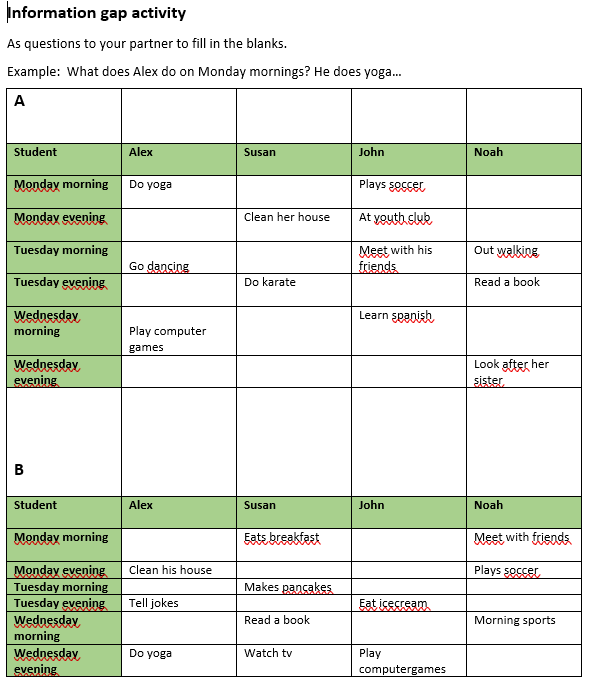 Information gap activity
As questions to your partner to fill in the blanks.
Example:  What does Alex do on Monday mornings? He does yoga…
A
Student Alex Susan John Noah
Monday morning Do yoga Plays soccer
Monday evening Clean her house At youth club
Tuesday morning Meet with his Out walking
Go dancing friends
Tuesday evening Do karate Read a book
Wednesday Learn spanish
morning Play computer
games
Wednesday Look after her
evening sister
B
Student Alex Susan John Noah
Monday morning Eats breakfast Meet with friends
Monday evening Clean his house Plays soccer
Tuesday morning Makes pancakes
Tuesday evening Tell jokes Eat icecream
Wednesday Read a book Morning sports
morning
Wednesday Do yoga Watch tv Play
evening computergames